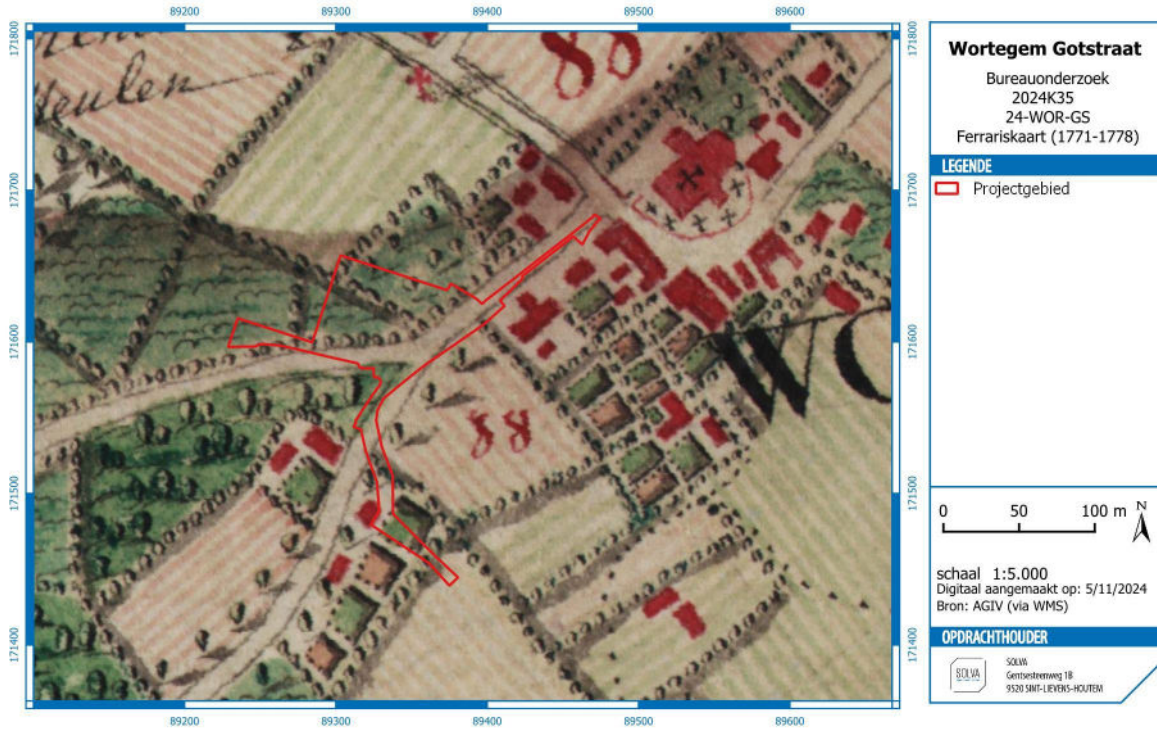 89200 89300 89400 89500 89600
171800
171700
171600
171500
171400
Meulen
WO
171800
171700
171600
171500
171400
89200 89300 89400 89500 89600
Wortegem Gotstraat
Bureauonderzoek
2024K35
24-WOR-GS
Ferrariskaart (1771-1778)
LEGENDE
Projectgebied
0 50 100 m N
schaal 1:5.000
Digitaal aangemaakt op: 5/11/2024
Bron: AGIV (via WMS)
OPDRACHTHOUDER
SOLVA
SOLVA
Gentsesteenweg 1B
9520 SINT-LIEVENS-HOUTEM